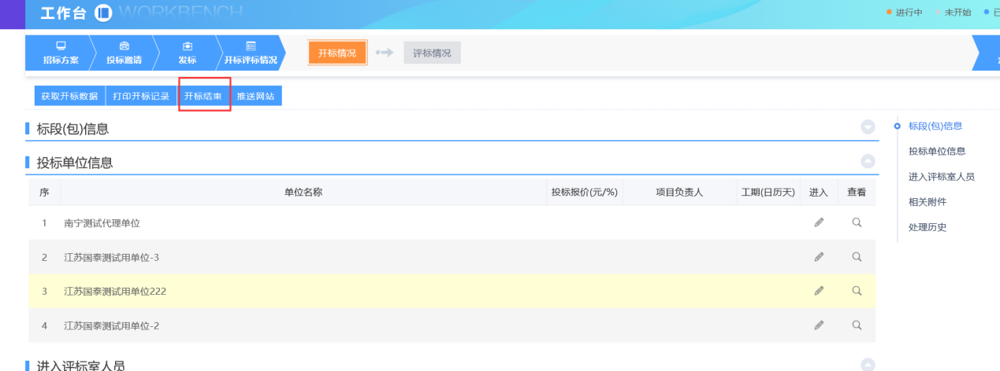 工作台 WORKBENCH
进行中 未开始
招标方案 投标邀请 发标 开标评标情况 开标情况 评标情况
获取开标数据 打印开标记录 开标结束 推送网站
标段(包)信息
投标单位信息
序 单位名称 投标报价(元/%) 项目负责人 工期(日历天) 进入 查看
1 南宁测试代理单位
2 江苏国泰测试用单位-3
3 江苏国泰测试用单位222
4 江苏国泰测试用单位-2
进入评标室人员
标段(包)信息
投标单位信息
进入评标室人员
相关附件
处理历史